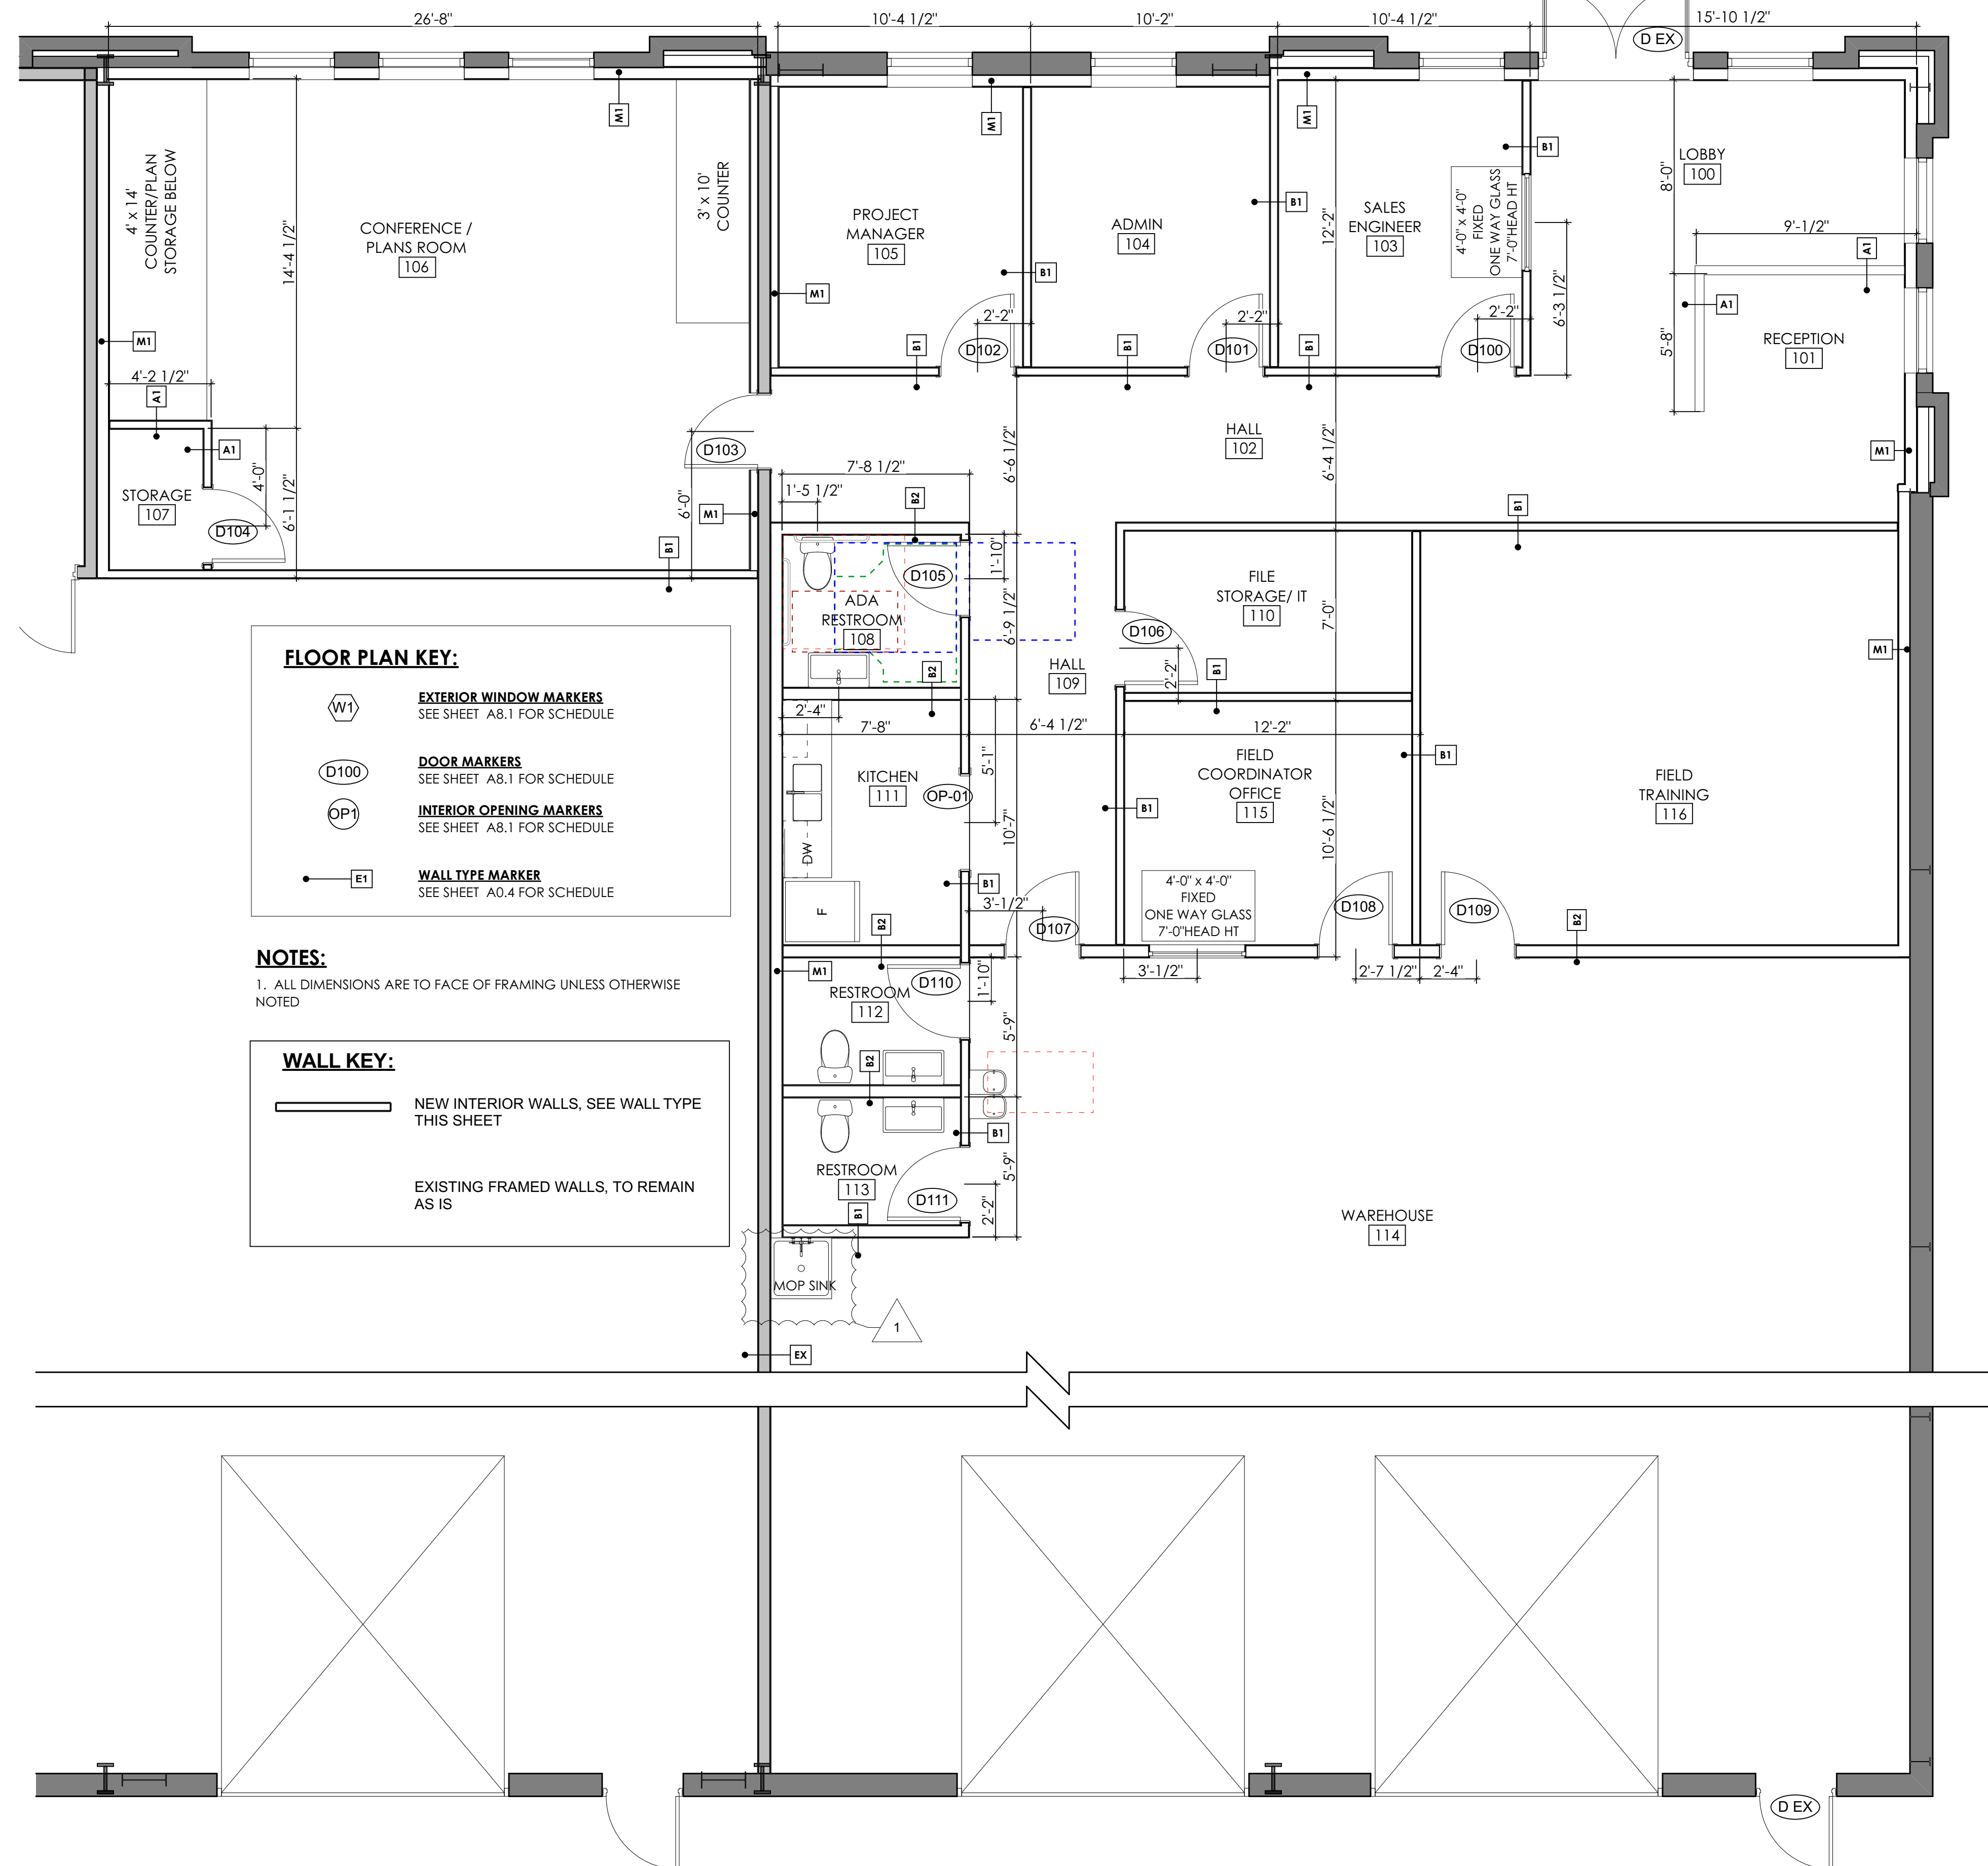 26'-8"
10'-4 1/2"
10'-2"
10'-4 1/2"
15'-10 1/2"
D EX
M1
M1
M1
B1
4' x 14'
COUNTER/PLAN
STORAGE BELOW
14'-4 1/2"
CONFERENCE /
PLANS ROOM
106
3' x 10'
COUNTER
PROJECT
MANAGER
105
B1
M1
ADMIN
104
B1
12'-2"
SALES
ENGINEER
103
4'-0" x 4'-0"
FIXED
ONE WAY GLASS
7'-0"HEAD HT
6'-3 1/2"
LOBBY
100
8'-0"
9'-1/2"
A1
A1
5'-8"
RECEPTION
101
M1
4'-2 1/2"
A1
A1
STORAGE
107
4'-0"
6'-1 1/2"
D104
B1
2'-2"
D102
B1
B1
2'-2"
D101
B1
2'-2"
D100
D103
6'-0"
M1
7'-8 1/2"
1'-5 1/2"
B2
6'-6 1/2"
HALL
102
6'-4 1/2"
B1
M1
D105
1'-10"
ADA
RESTROOM
108
6'-9 1/2"
B2
2'-4"
FILE
STORAGE/ IT
110
7'-0"
D106
2'-2"
B1
HALL
109
M1
FLOOR PLAN KEY:
W1
EXTERIOR WINDOW MARKERS
SEE SHEET A8.1 FOR SCHEDULE
D100
DOOR MARKERS
SEE SHEET A8.1 FOR SCHEDULE
OP1
INTERIOR OPENING MARKERS
SEE SHEET A8.1 FOR SCHEDULE
E1
WALL TYPE MARKER
SEE SHEET A0.4 FOR SCHEDULE
7'-8"
6'-4 1/2"
12'-2"
5'-1"
KITCHEN
111
OP-01
DW
F
10'-7"
B1
B1
FIELD
COORDINATOR
OFFICE
115
10'-6 1/2"
B1
FIELD
TRAINING
116
4'-0" x 4'-0"
FIXED
ONE WAY GLASS
7'-0"HEAD HT
3'-1/2"
D107
D108
D109
B2
B2
3'-1/2"
2'-7 1/2"
2'-4"
NOTES:
1. ALL DIMENSIONS ARE TO FACE OF FRAMING UNLESS OTHERWISE
NOTED
M1
RESTROOM
112
D110
1'-10"
5'-9"
B2
B1
RESTROOM
113
D111
5'-9"
2'-2"
B1
WALL KEY:
NEW INTERIOR WALLS, SEE WALL TYPE
THIS SHEET
EXISTING FRAMED WALLS, TO REMAIN
AS IS
WAREHOUSE
114
MOP SINK
1
EX
D EX